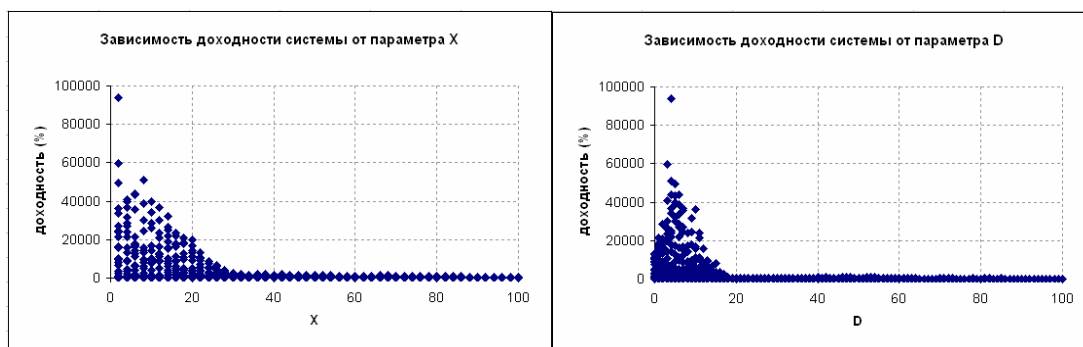 Зависимость доходности системы от параметра X
доходность (%)
100000
80000
60000
40000
20000
0
0 20 40 60 80 100
X
Зависимость доходности системы от параметра D
доходность (%)
100000
80000
60000
40000
20000
0
0 20 40 60 80 100
D